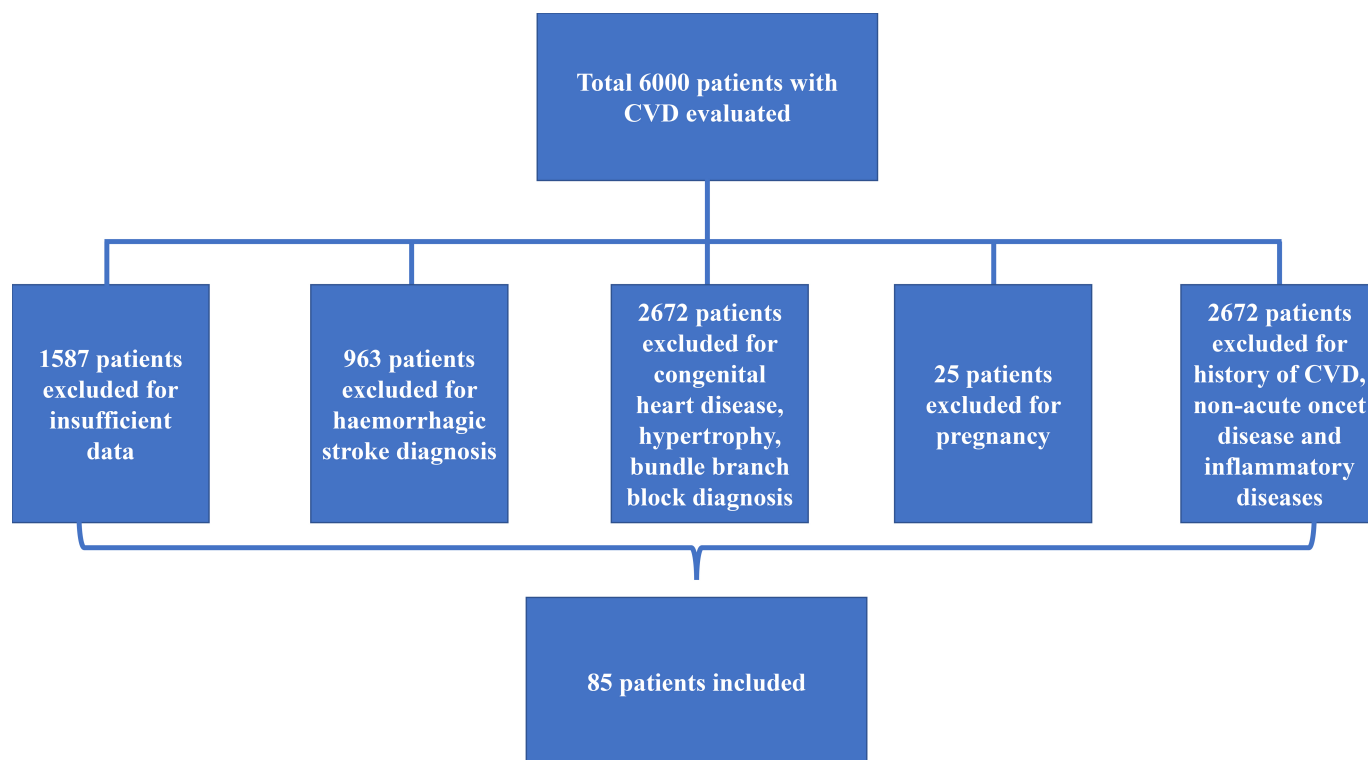 Total 6000 patients with
CVD evaluated
1587 patients
excluded for
insufficient
data
963 patients
excluded for
haemorrhagic
stroke diagnosis
2672 patients
excluded for
congenital
heart disease,
hypertrophy,
bundle branch
block diagnosis
25 patients
excluded for
pregnancy
2672 patients
excluded for
history of CVD,
non-acute oncet
disease and
inflammatory
diseases
85 patients included